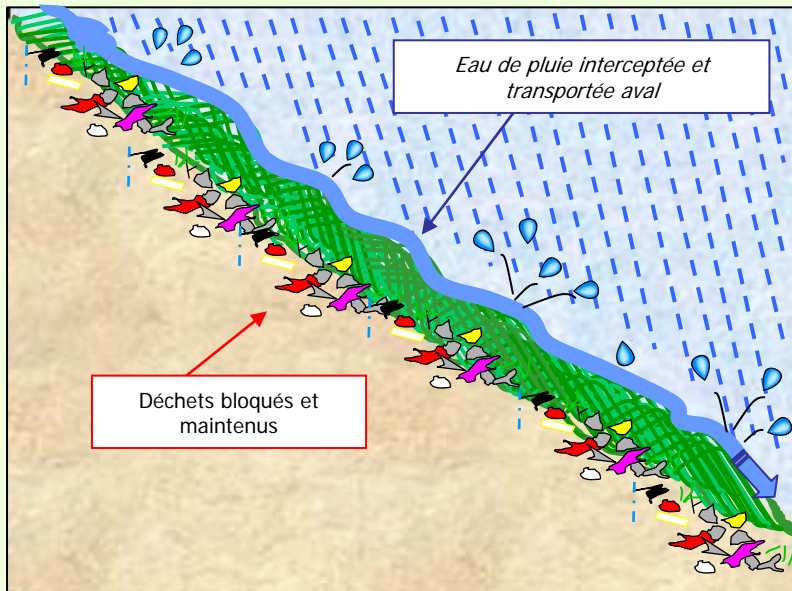 Eau de pluie interceptée et
transportée aval
Déchets bloqués et
maintenus